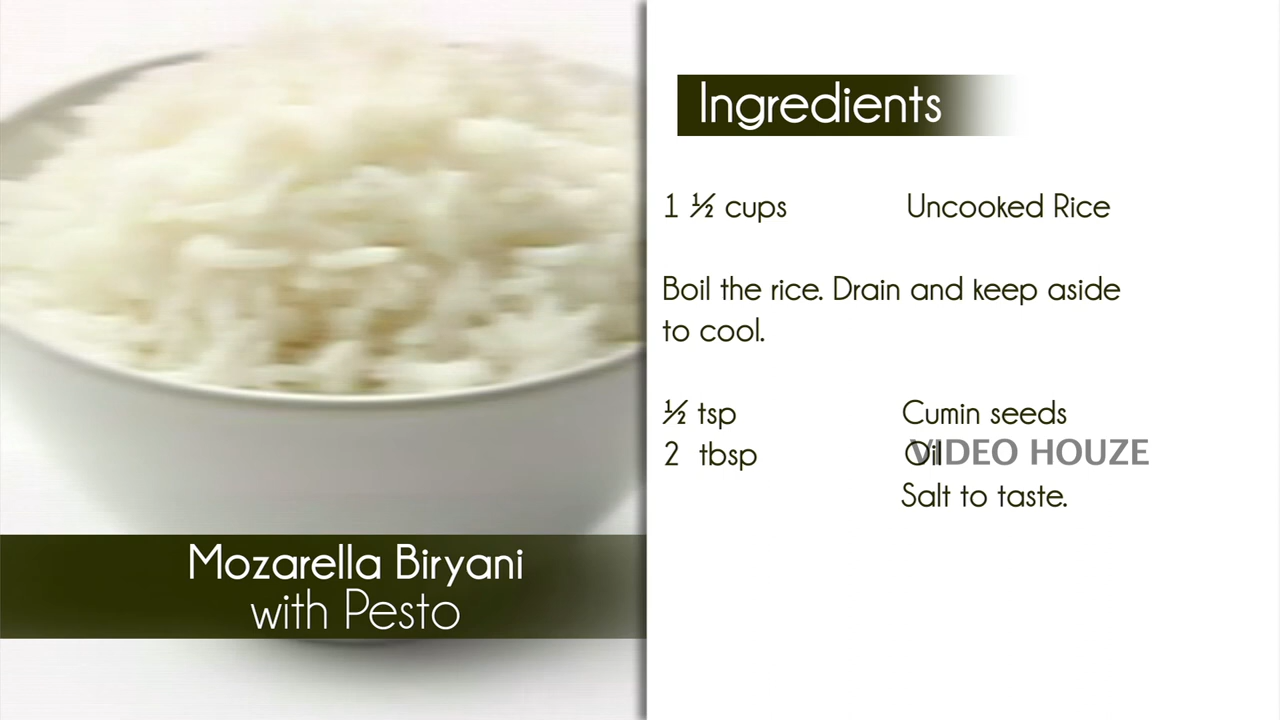 Ingredients
1 ½ cups Uncooked Rice
Boil the rice. Drain and keep aside
to cool.
½ tsp Cumin seeds
2 tbsp Oil
VIDEO HOUZE
Salt to taste.
Mozarella Biryani
with Pesto